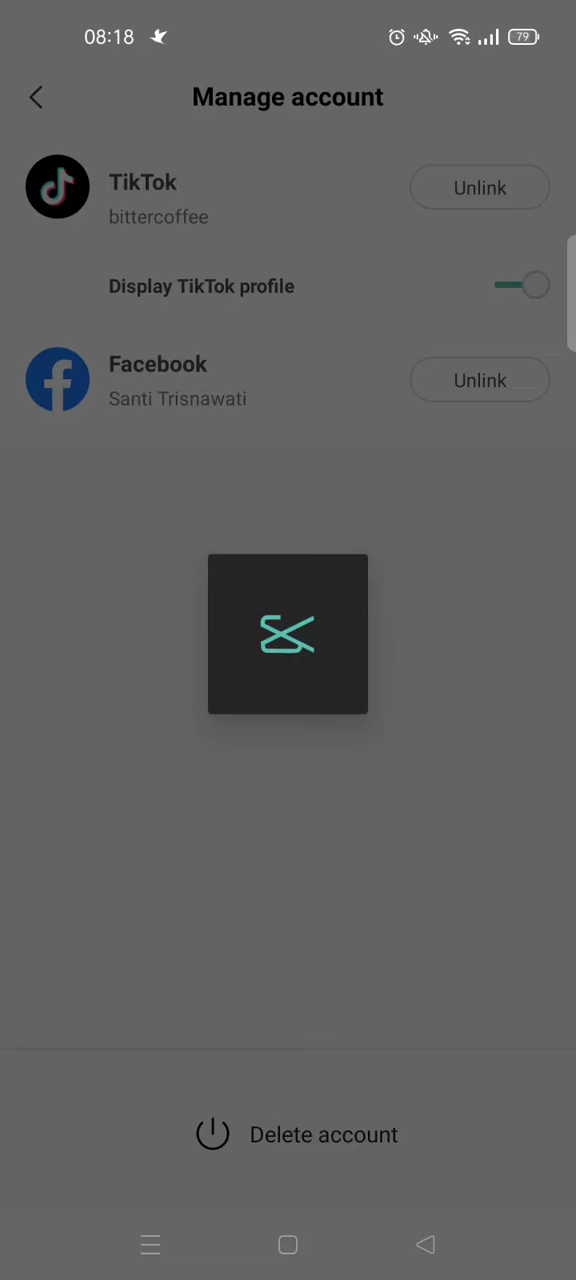 08:18
79
Manage account
TikTok
bittercoffee
Unlink
Display TikTok profile
Facebook
Santi Trisnawati
Unlink
Delete account